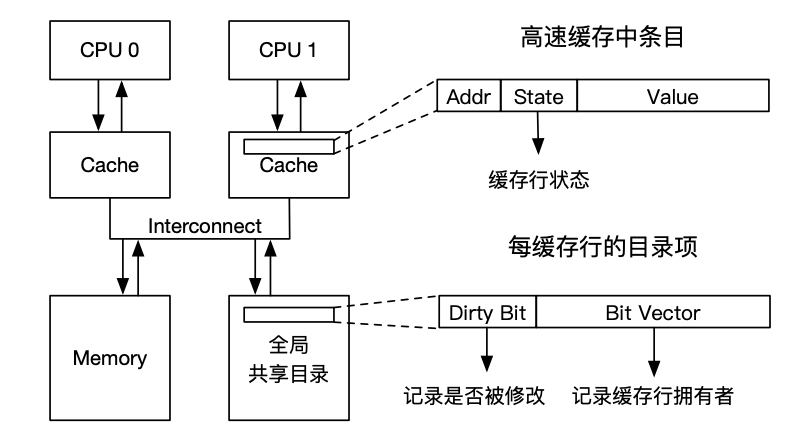 高速缓存中条目
CPU 0
CPU 1
Addr
State
Value
Cache
Cache
缓存行状态
Interconnect
每缓存行的目录项
Memory
全局
共享目录
Dirty Bit
Bit Vector
记录是否被修改
记录缓存行拥有者